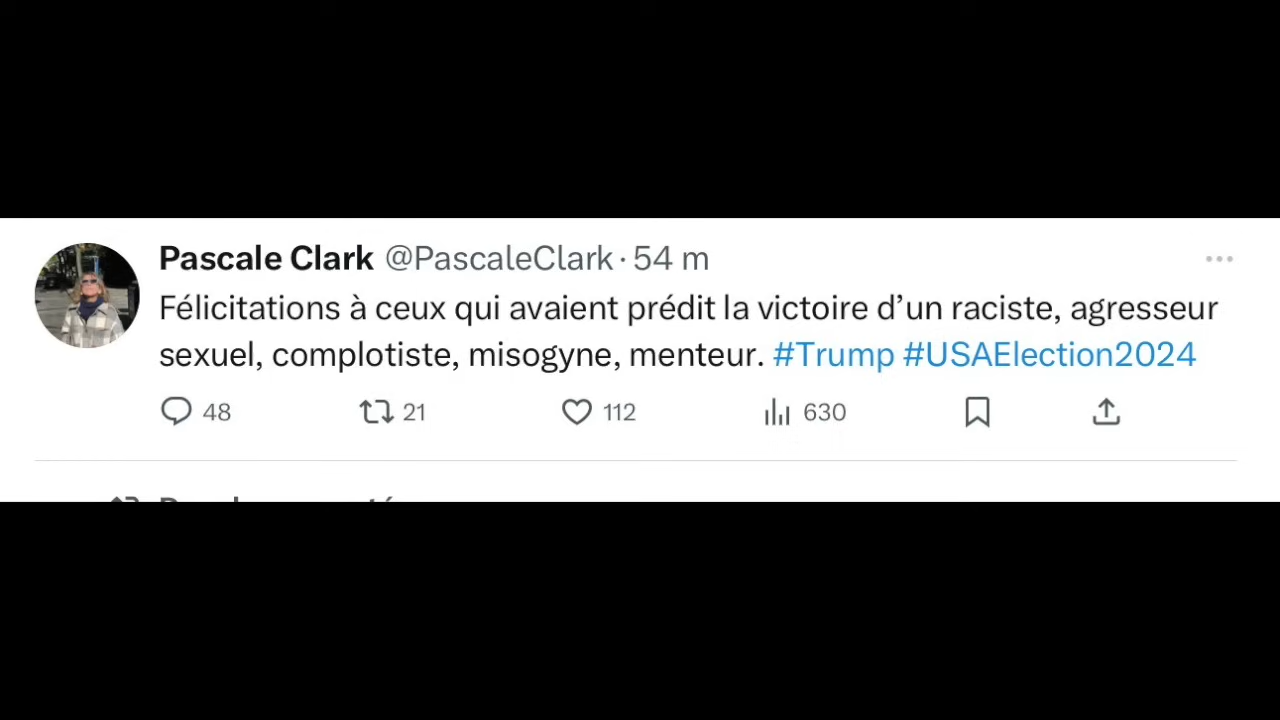 Pascale Clark @PascaleClark · 54 m
Félicitations à ceux qui avaient prédit la victoire d’un raciste, agresseur
sexuel, complotiste, misogyne, menteur. #Trump #USAElection2024
48 21 112 630